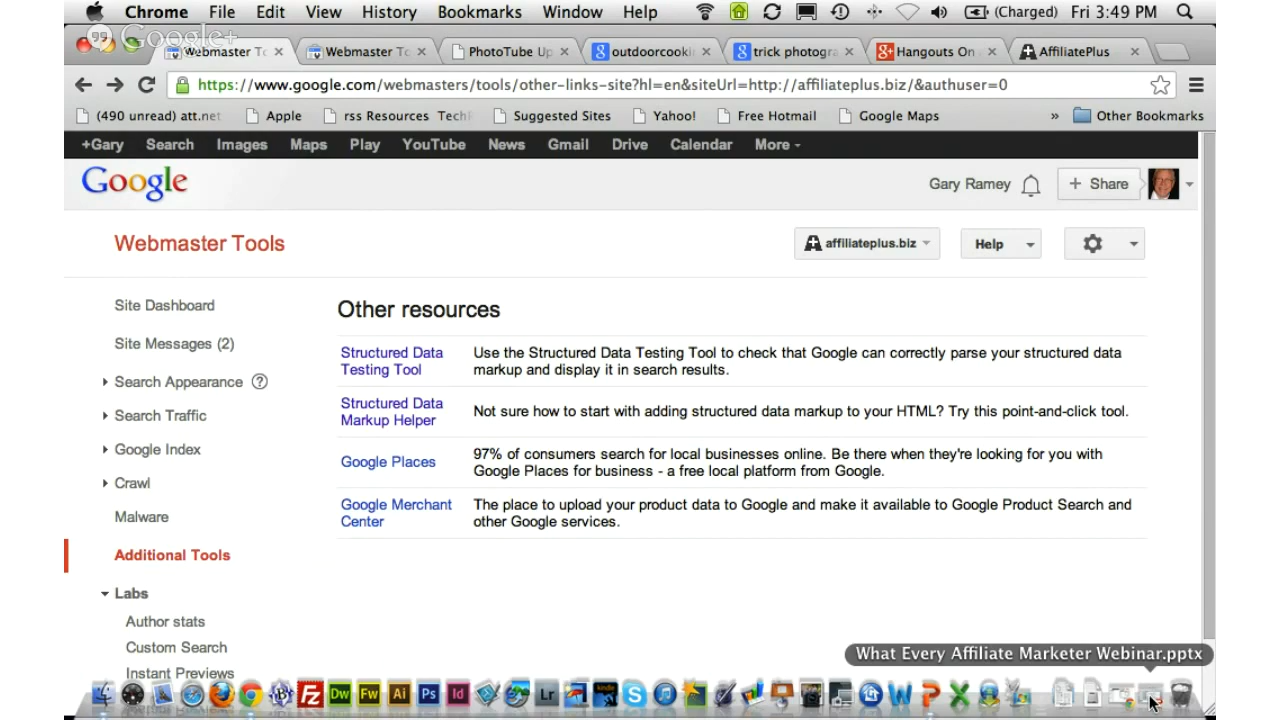 Chrome File Edit View History Bookmarks Window Help (Charged) Fri 3:49 PM
Google+
Webmaster To Webmaster To PhotoTube Up outdoorcooki trick photogra Hangouts On AffiliatePlus
https://www.google.com/webmasters/tools/other-links-site?hl=en&siteUrl=http://affiliateplus.biz/&authuser=0
(490 unread) att.net Apple rss Resources Tech Suggested Sites Yahoo! Free Hotmail Google Maps » Other Bookmarks
+Gary Search Images Maps Play YouTube News Gmail Drive Calendar More
Google Gary Ramey + Share
Webmaster Tools affiliateplus.biz Help
Site Dashboard
Site Messages (2)
Search Appearance ?
Search Traffic
Google Index
Crawl
Malware
Additional Tools
Labs
Author stats
Custom Search
Instant Previews
Other resources
Structured Data Testing Tool
Use the Structured Data Testing Tool to check that Google can correctly parse your structured data
markup and display it in search results.
Structured Data Markup Helper
Not sure how to start with adding structured data markup to your HTML? Try this point-and-click tool.
Google Places
97% of consumers search for local businesses online. Be there when they're looking for you with
Google Places for business - a free local platform from Google.
Google Merchant Center
The place to upload your product data to Google and make it available to Google Product Search and
other Google services.
What Every Affiliate Marketer Webinar.pptx
Fz Dw Fw Ai Ps Id Lr kindle S W P X